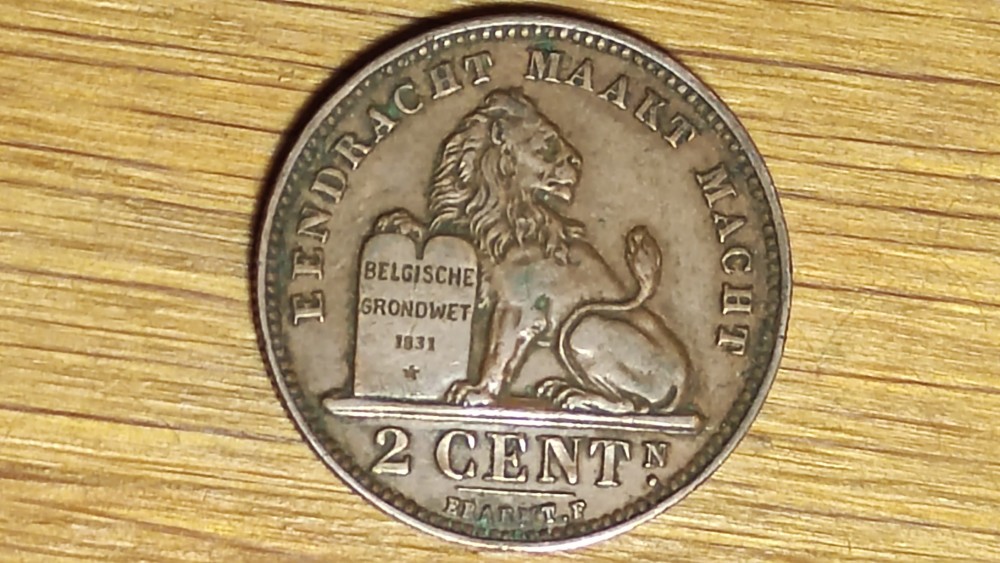 EENDRACHT MAAKT MACHT
BELGISCHE
GRONDWET
1831
2 CENTN.